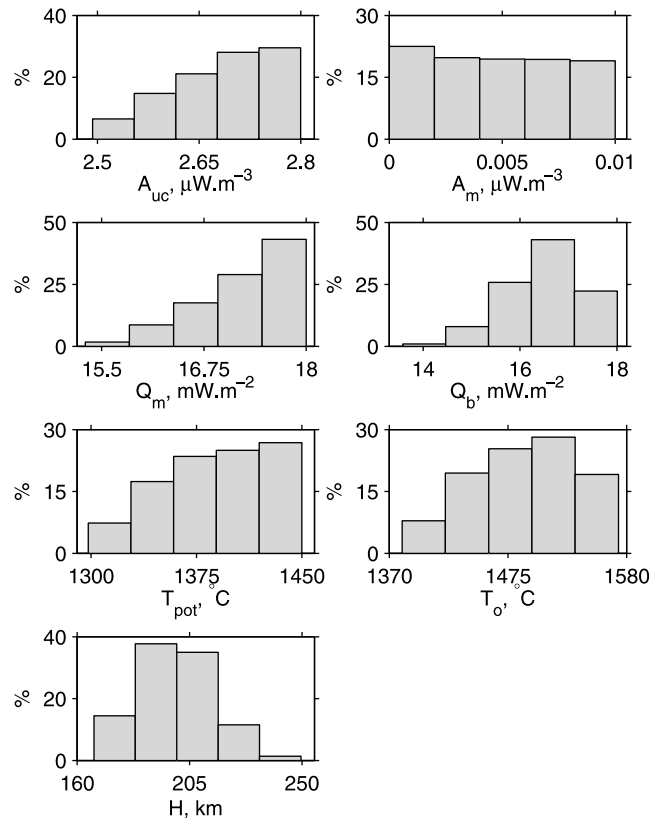 60
40
20
0
%
2.5 2.65 2.8
A_uc, μW.m⁻³
30
15
0
%
0 0.005 0.01
A_m, μW.m⁻³
50
25
0
%
15.5 16.75 18
Q_m, mW.m⁻²
50
25
0
%
14 16 18
Q_b, mW.m⁻²
30
15
0
%
1300 1375 1450
T_pot, °C
30
15
0
%
1370 1475 1580
T_o, °C
40
20
0
%
160 205 250
H, km